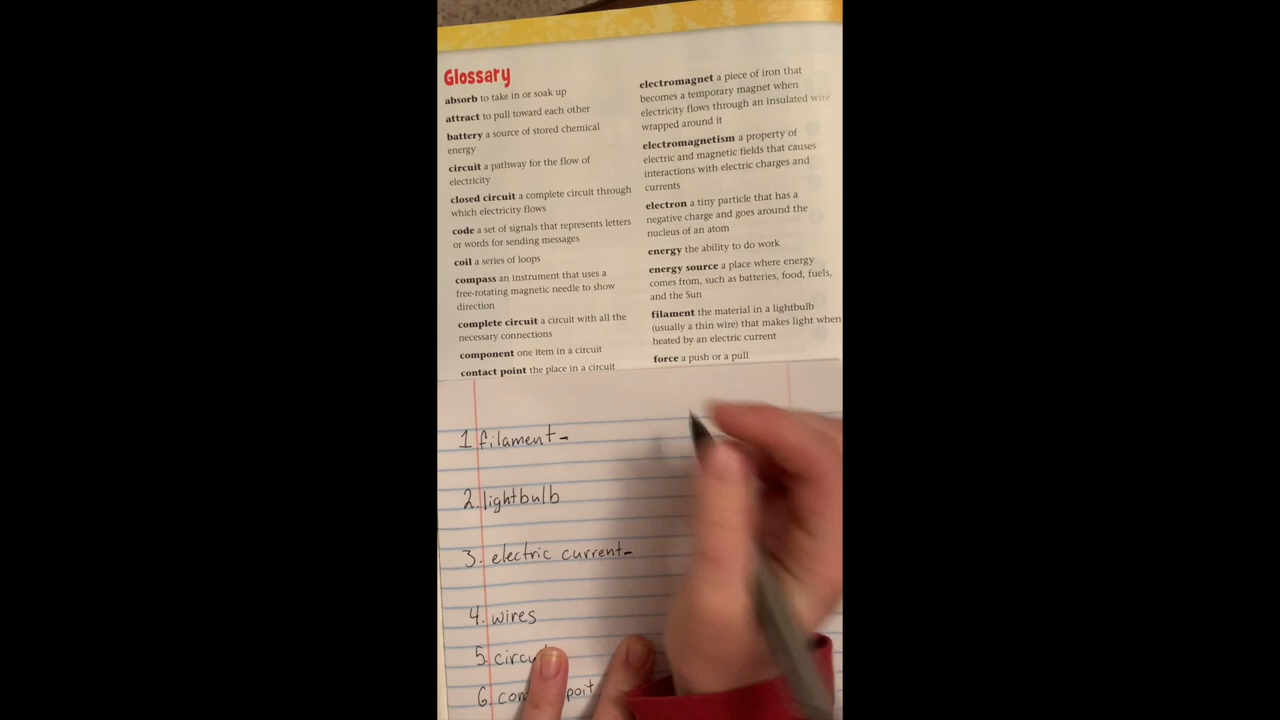 Glossary
absorb to take in or soak up
attract to pull toward each other
battery a source of stored chemical
energy
circuit a pathway for the flow of
electricity
closed circuit a complete circuit through
which electricity flows
code a set of signals that represents letters
or words for sending messages
coil a series of loops
compass an instrument that uses a
free-rotating magnetic needle to show
direction
complete circuit a circuit with all the
necessary connections
component one item in a circuit
contact point the place in a circuit
electromagnet a piece of iron that
becomes a temporary magnet when
electricity flows through an insulated wire
wrapped around it
electromagnetism a property of
electric and magnetic fields that causes
interactions with electric charges and
currents
electron a tiny particle that has a
negative charge and goes around the
nucleus of an atom
energy the ability to do work
energy source a place where energy
comes from, such as batteries, food, fuels,
and the Sun
filament the material in a lightbulb
(usually a thin wire) that makes light when
heated by an electric current
force a push or a pull
1 filament-
2. lightbulb
3. electric current-
4. wires
5. circu
6. con poit